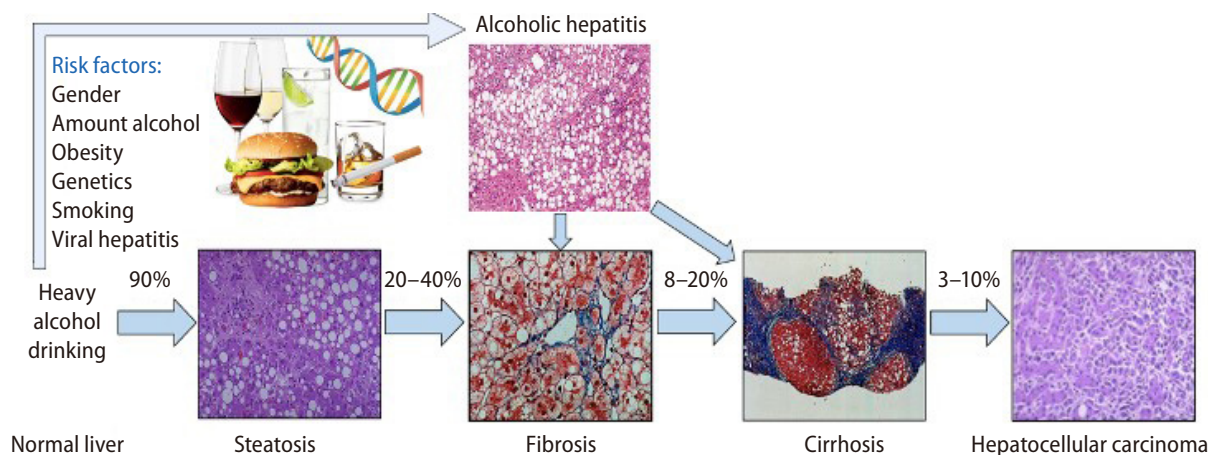 Alcoholic hepatitis
Risk factors:
Gender
Amount alcohol
Obesity
Genetics
Smoking
Viral hepatitis
Heavy
alcohol
drinking
90%
20–40%
8–20%
3–10%
Normal liver
Steatosis
Fibrosis
Cirrhosis
Hepatocellular carcinoma